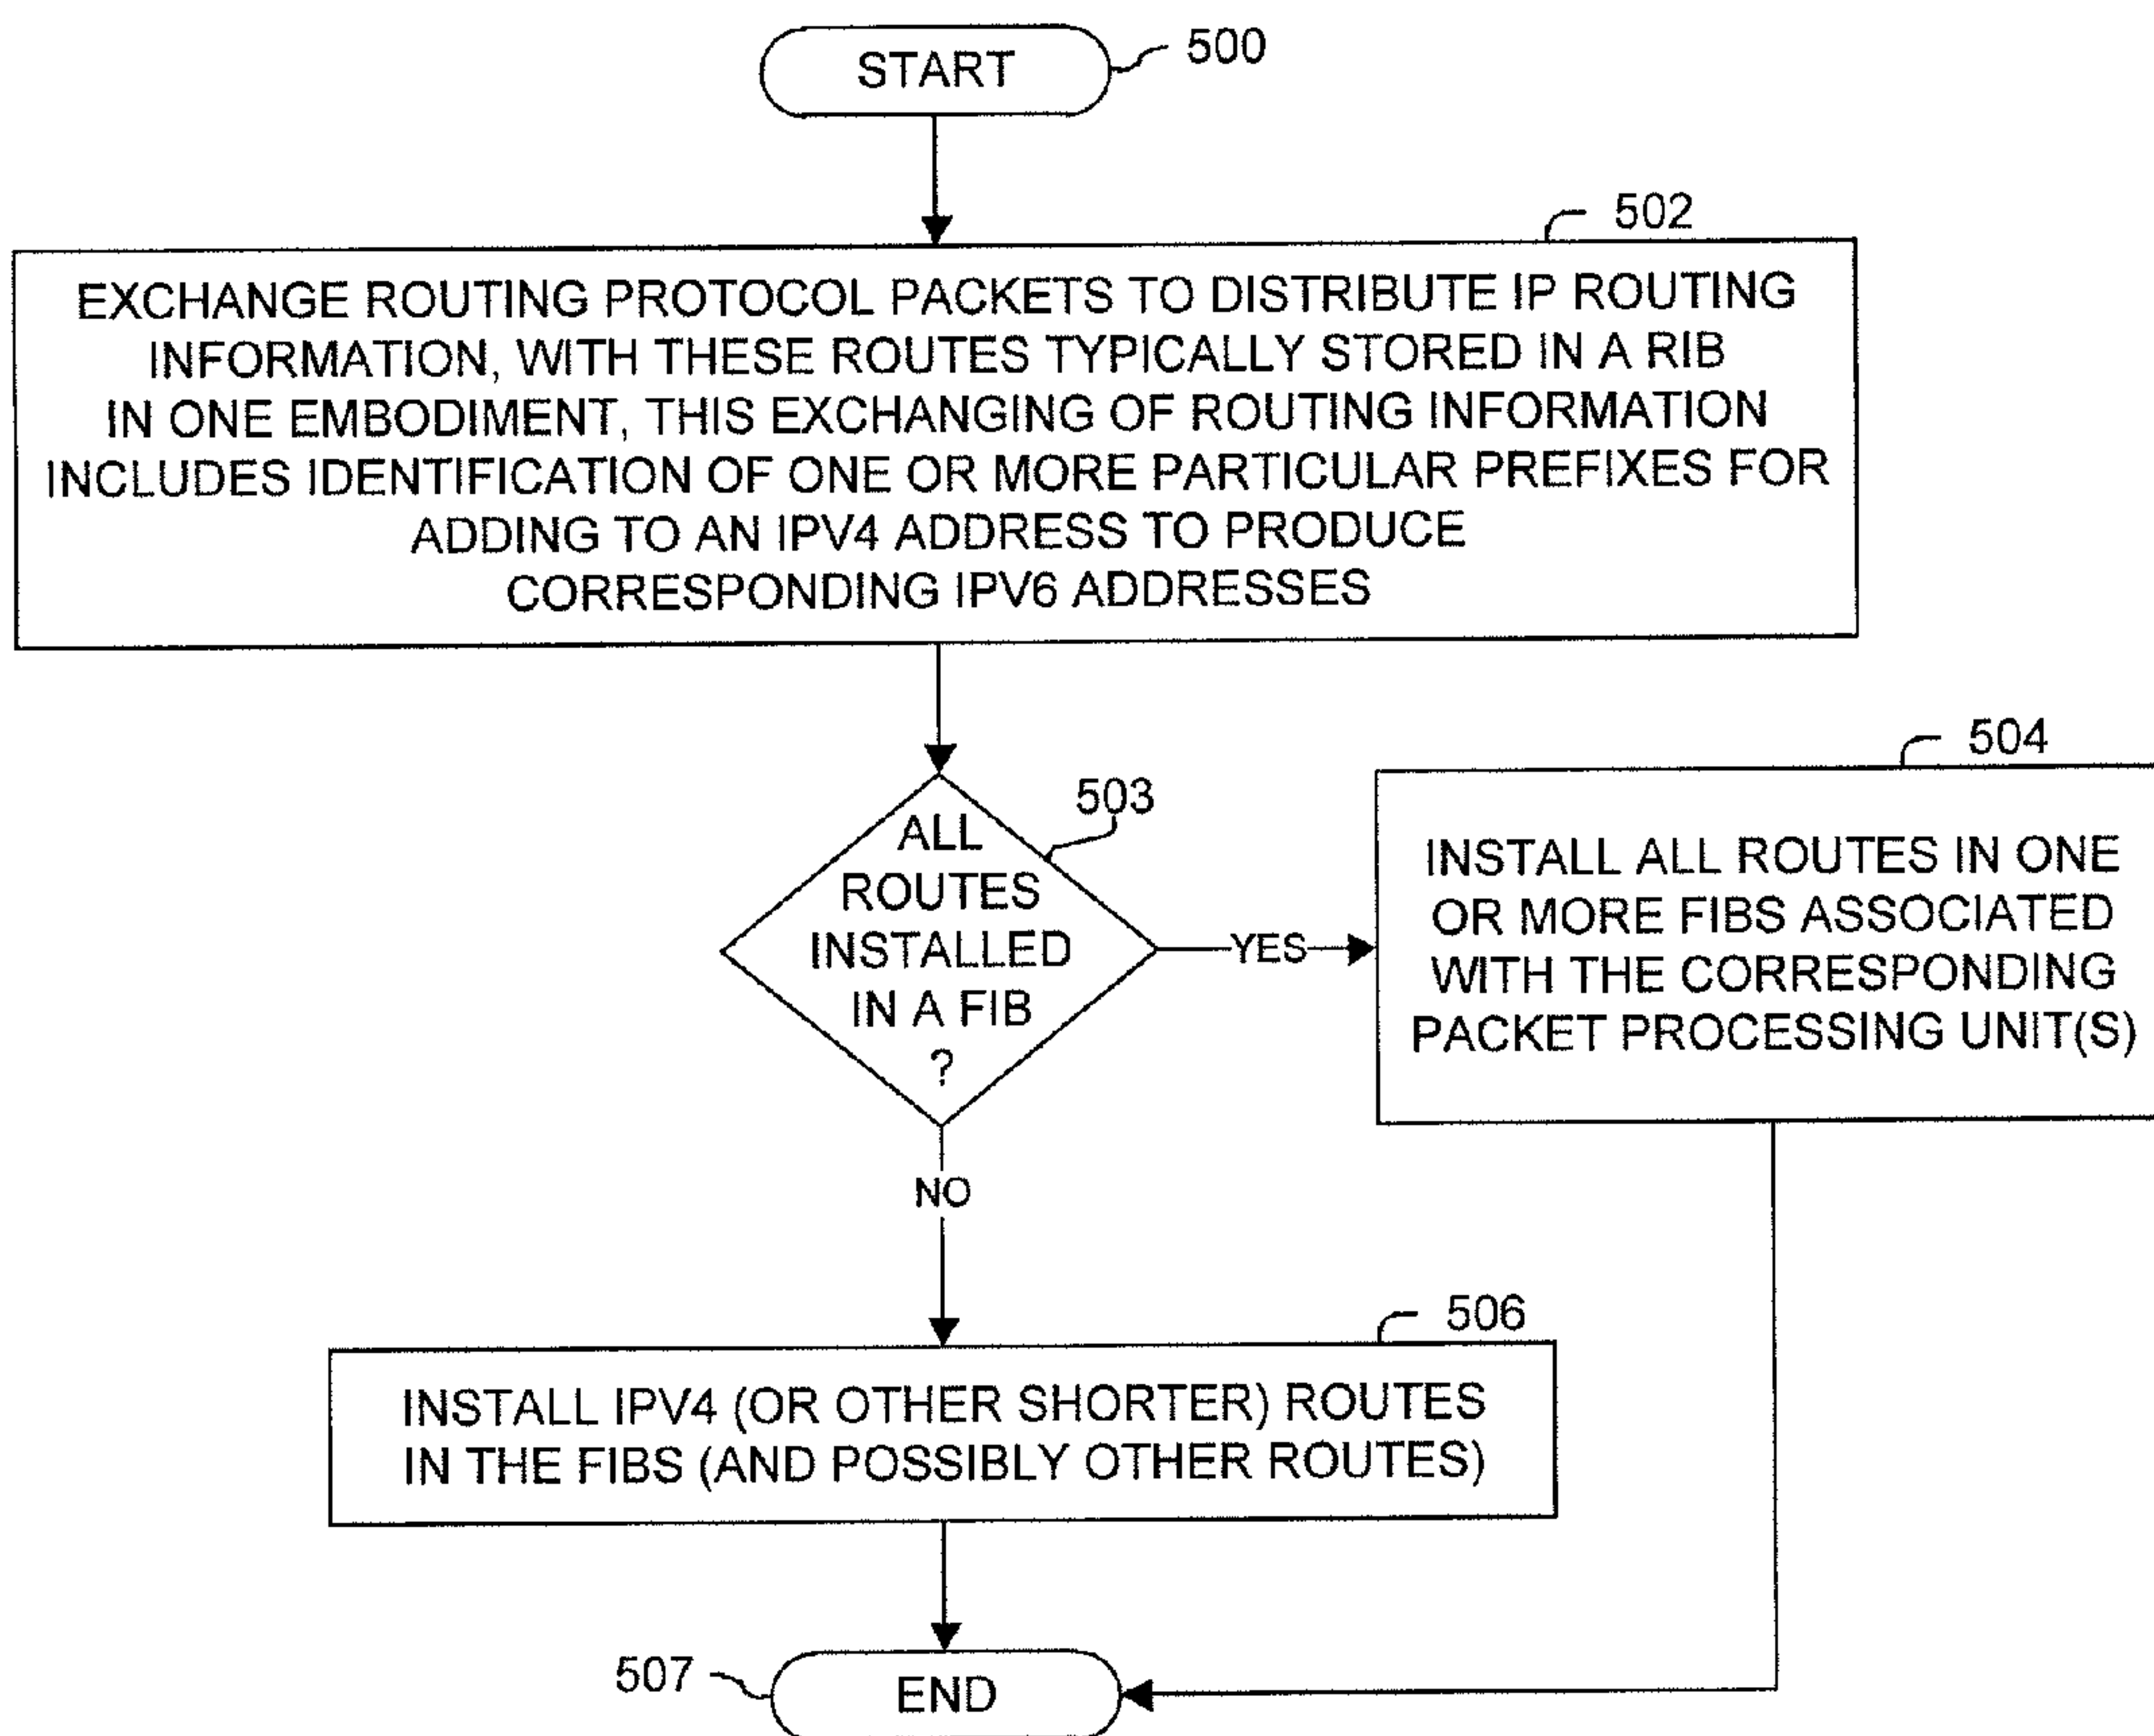 START
500
502
EXCHANGE ROUTING PROTOCOL PACKETS TO DISTRIBUTE IP ROUTING
INFORMATION, WITH THESE ROUTES TYPICALLY STORED IN A RIB
IN ONE EMBODIMENT, THIS EXCHANGING OF ROUTING INFORMATION
INCLUDES IDENTIFICATION OF ONE OR MORE PARTICULAR PREFIXES FOR
ADDING TO AN IPV4 ADDRESS TO PRODUCE
CORRESPONDING IPV6 ADDRESSES
503
ALL
ROUTES
INSTALLED
IN A FIB
?
YES
504
INSTALL ALL ROUTES IN ONE
OR MORE FIBS ASSOCIATED
WITH THE CORRESPONDING
PACKET PROCESSING UNIT(S)
NO
506
INSTALL IPV4 (OR OTHER SHORTER) ROUTES
IN THE FIBS (AND POSSIBLY OTHER ROUTES)
507
END